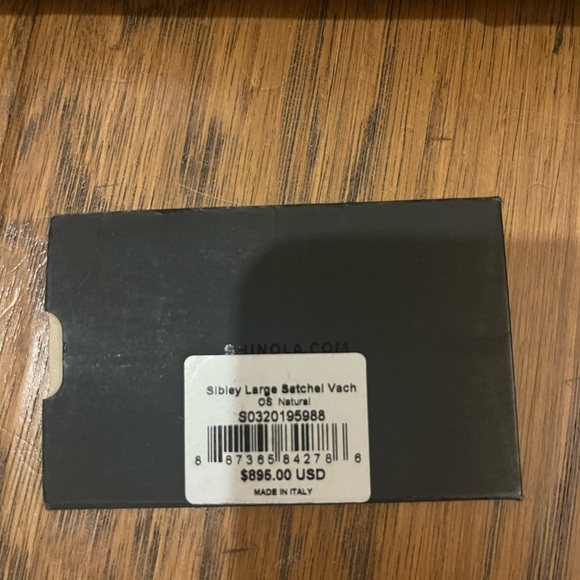 SHINOLA.COM
Sibley Large Satchel Vach
OS Natural
S0320195988
8 87365 84278 6
$895.00 USD
MADE IN ITALY